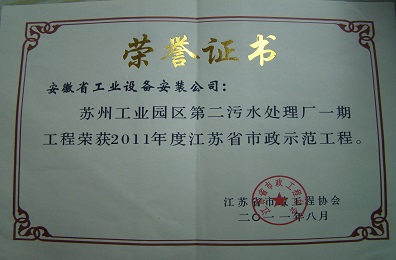 荣誉证书
安徽省工业设备安装公司：
苏州工业园区第二污水处理厂一期
工程荣获2011年度江苏省市政示范工程。
江苏省市政工程协会
二〇一一年八月